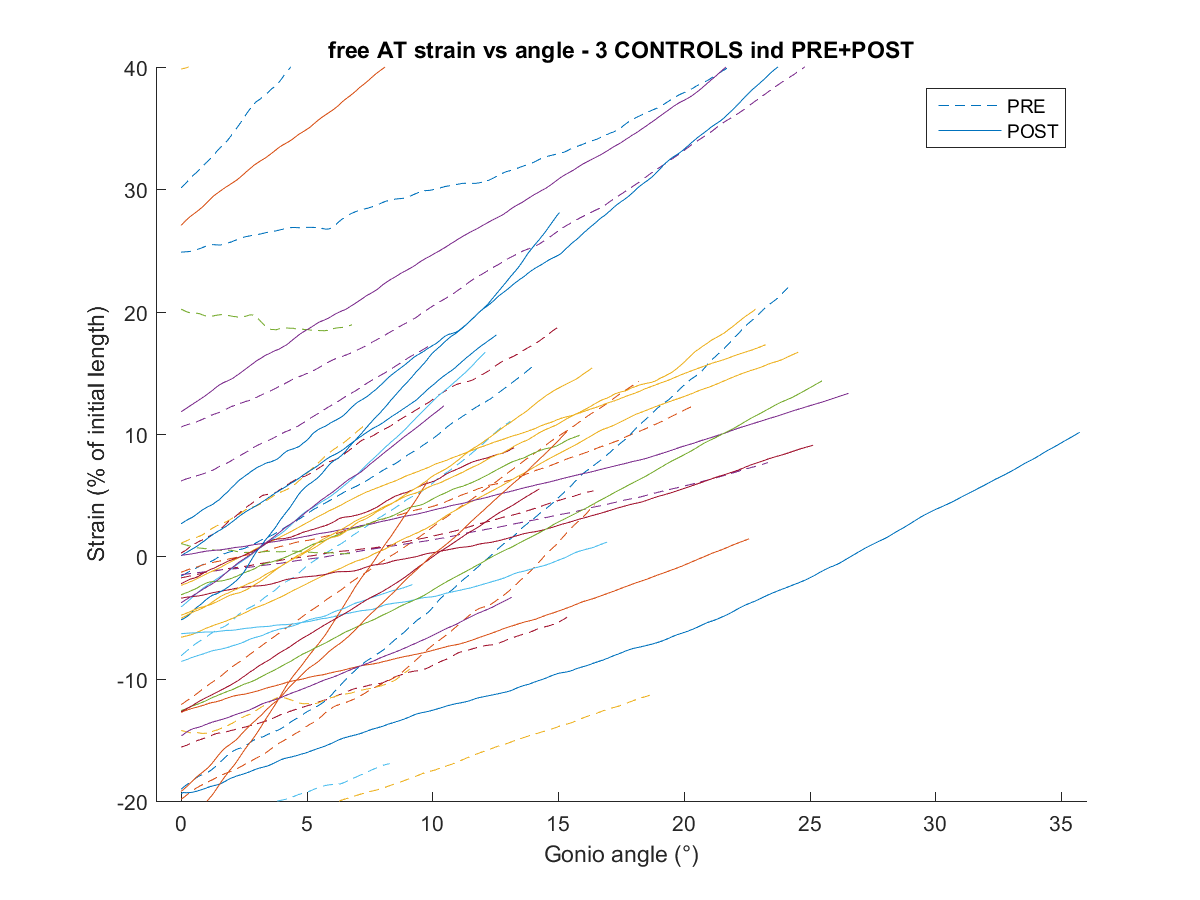 free AT strain vs angle - 3 CONTROLS ind PRE+POST
PRE
POST
40
30
20
10
0
-10
-20
Strain (% of initial length)
0 5 10 15 20 25 30 35
Gonio angle (°)